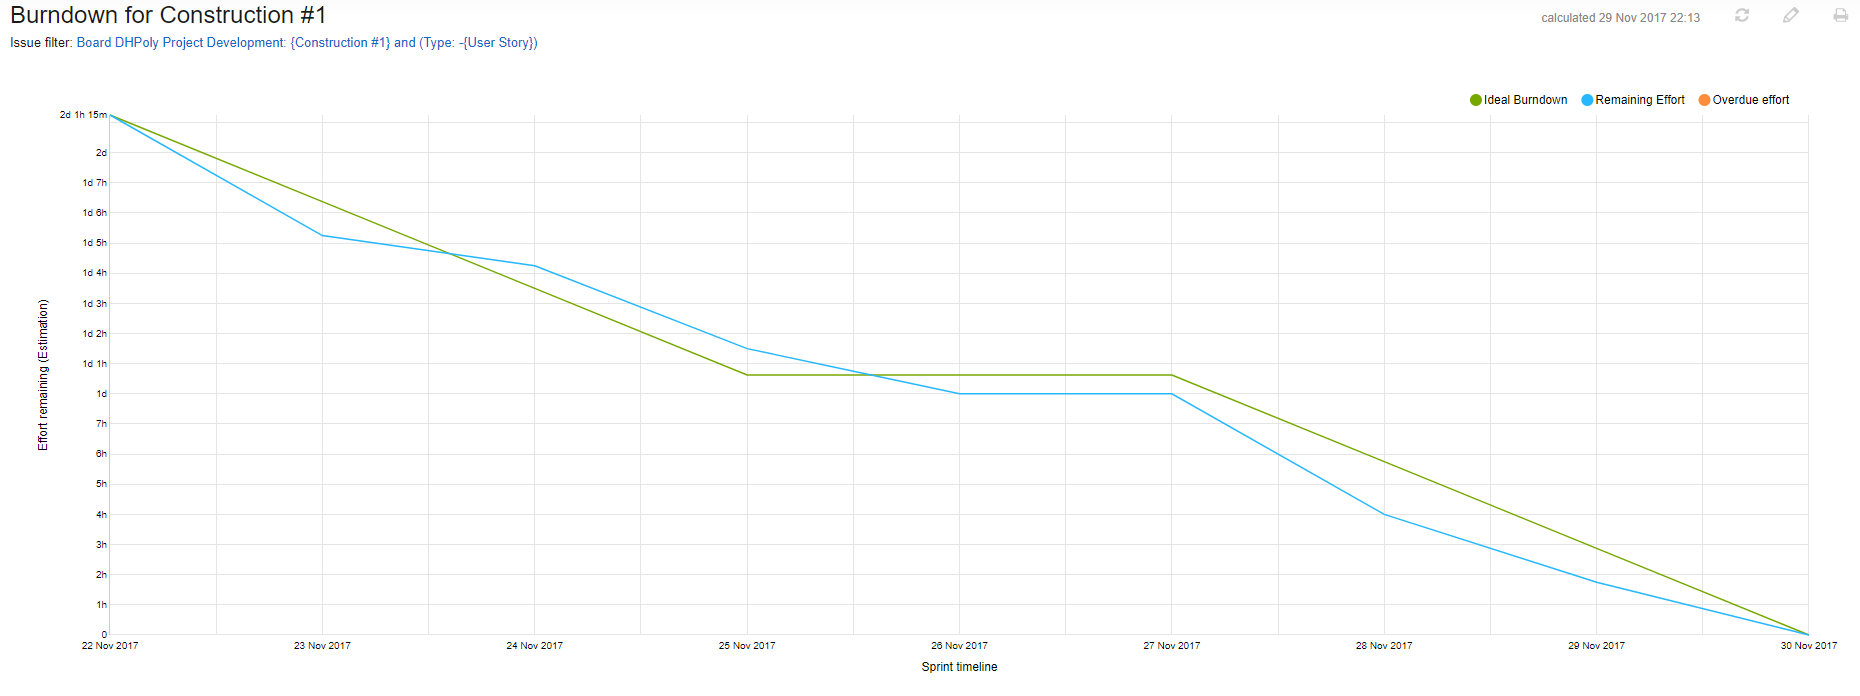 Burndown for Construction #1
calculated 29 Nov 2017 22:13
Issue filter: Board DHPoly Project Development: {Construction #1} and (Type: -{User Story})
Ideal Burndown Remaining Effort Overdue effort
2d 1h 15m
2d
1d 7h
1d 6h
1d 5h
1d 4h
1d 3h
1d 2h
1d 1h
1d
7h
6h
5h
4h
3h
2h
1h
0
Effort remaining (Estimation)
22 Nov 2017 23 Nov 2017 24 Nov 2017 25 Nov 2017 26 Nov 2017 27 Nov 2017 28 Nov 2017 29 Nov 2017 30 Nov 2017
Sprint timeline